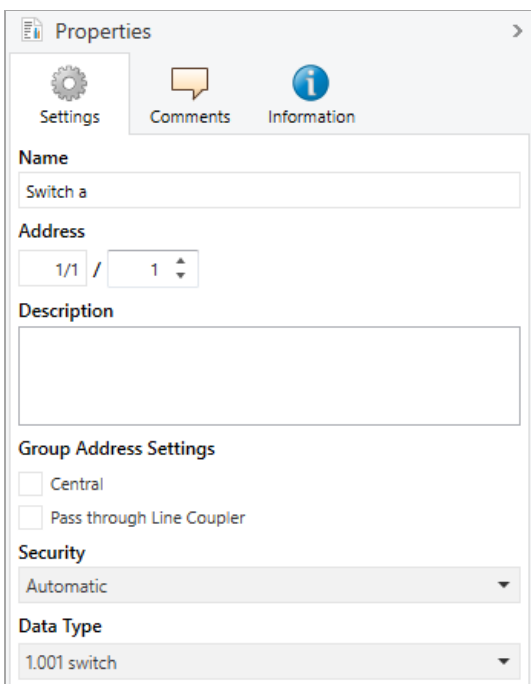 Properties
Settings Comments Information
Name
Switch a
Address
1/1 / 1
Description
Group Address Settings
Central
Pass through Line Coupler
Security
Automatic
Data Type
1.001 switch